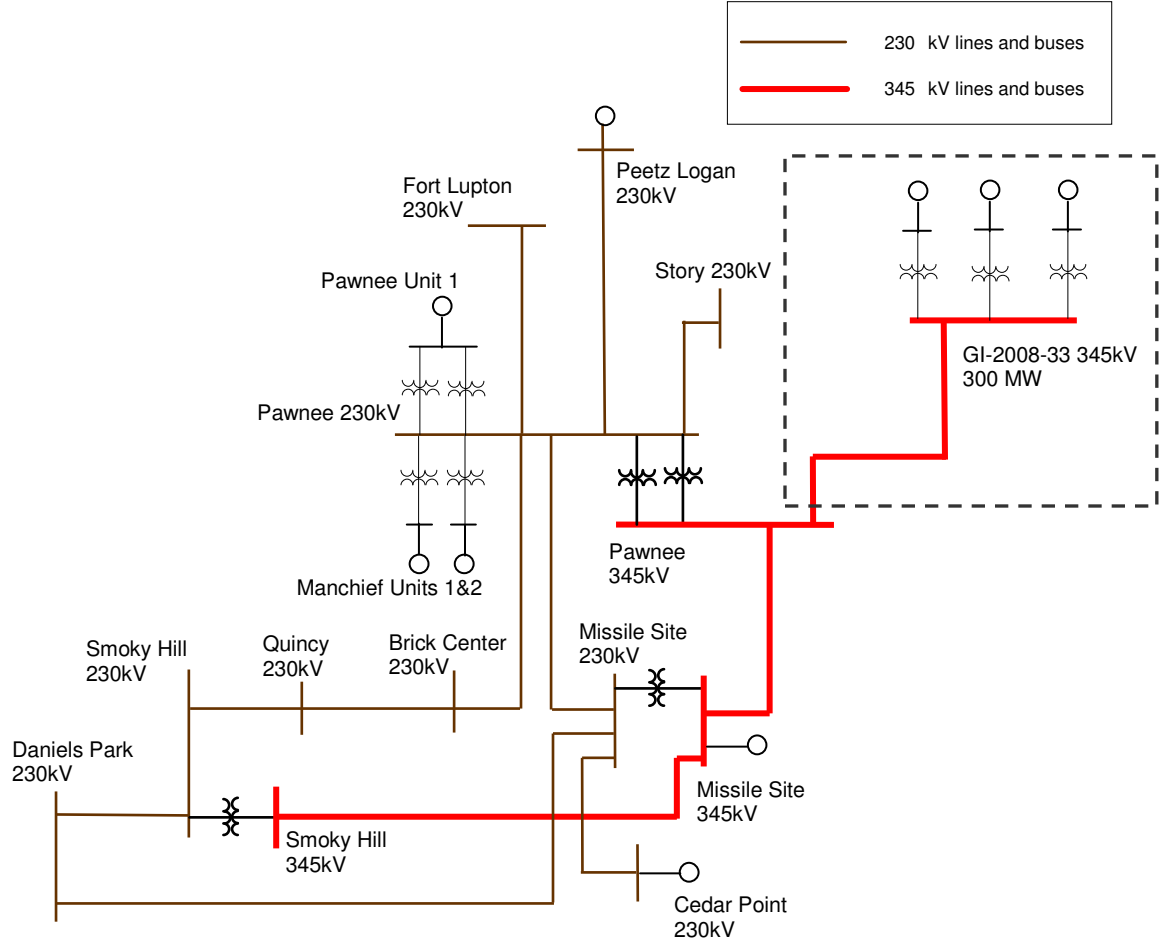 230 kV lines and buses
345 kV lines and buses
Peetz Logan
230kV
Fort Lupton
230kV
Story 230kV
Pawnee Unit 1
GI-2008-33 345kV
300 MW
Pawnee 230kV
Pawnee
345kV
Manchief Units 1&2
Smoky Hill
230kV
Quincy
230kV
Brick Center
230kV
Missile Site
230kV
Daniels Park
230kV
Missile Site
345kV
Smoky Hill
345kV
Cedar Point
230kV